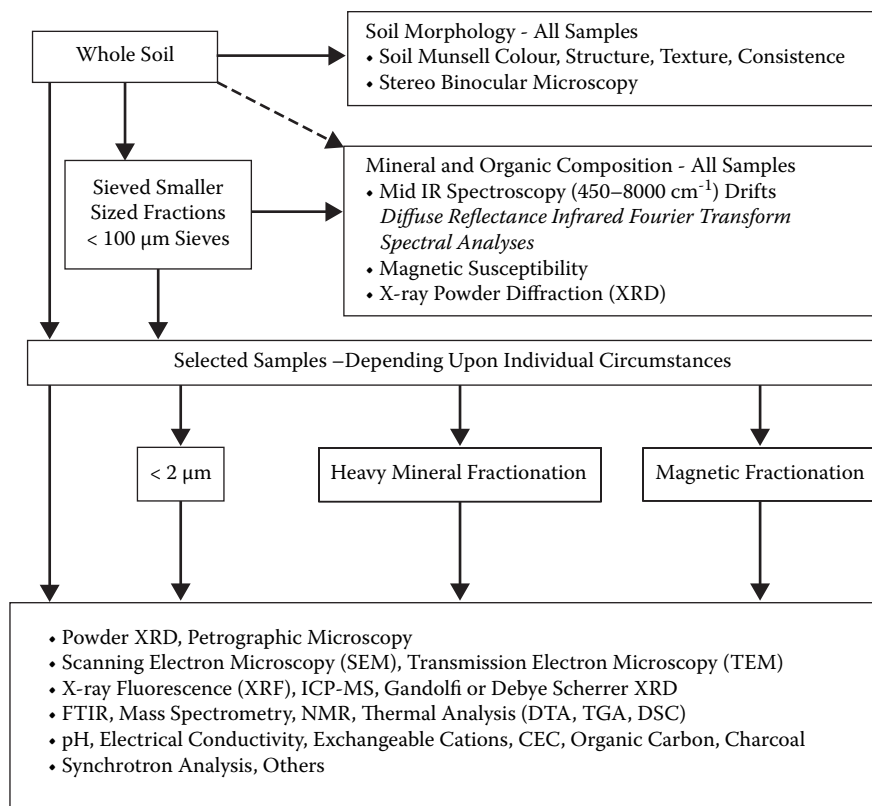 Whole Soil
Soil Morphology - All Samples
• Soil Munsell Colour, Structure, Texture, Consistence
• Stereo Binocular Microscopy
Sieved Smaller
Sized Fractions
< 100 µm Sieves
Mineral and Organic Composition - All Samples
• Mid IR Spectroscopy (450–8000 cm⁻¹) Drifts
Diffuse Reflectance Infrared Fourier Transform
Spectral Analyses
• Magnetic Susceptibility
• X-ray Powder Diffraction (XRD)
Selected Samples –Depending Upon Individual Circumstances
< 2 µm
Heavy Mineral Fractionation
Magnetic Fractionation
• Powder XRD, Petrographic Microscopy
• Scanning Electron Microscopy (SEM), Transmission Electron Microscopy (TEM)
• X-ray Fluorescence (XRF), ICP-MS, Gandolfi or Debye Scherrer XRD
• FTIR, Mass Spectrometry, NMR, Thermal Analysis (DTA, TGA, DSC)
• pH, Electrical Conductivity, Exchangeable Cations, CEC, Organic Carbon, Charcoal
• Synchrotron Analysis, Others